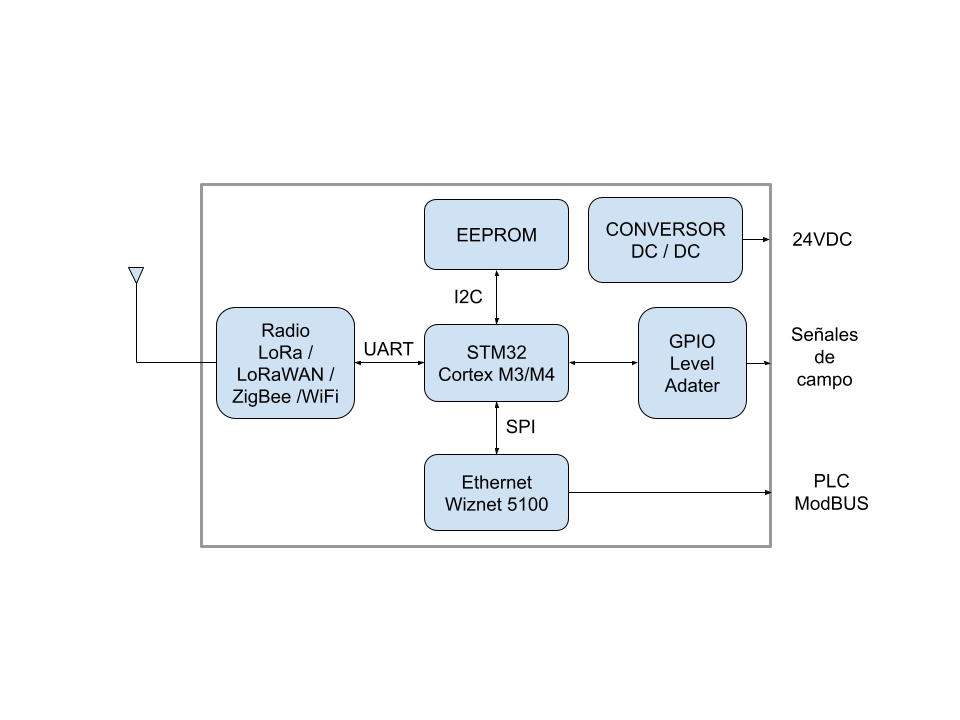 EEPROM
CONVERSOR
DC / DC
24VDC
I2C
Radio
LoRa /
LoRaWAN /
ZigBee /WiFi
UART
STM32
Cortex M3/M4
GPIO
Level
Adater
Señales
de
campo
SPI
Ethernet
Wiznet 5100
PLC
ModBUS